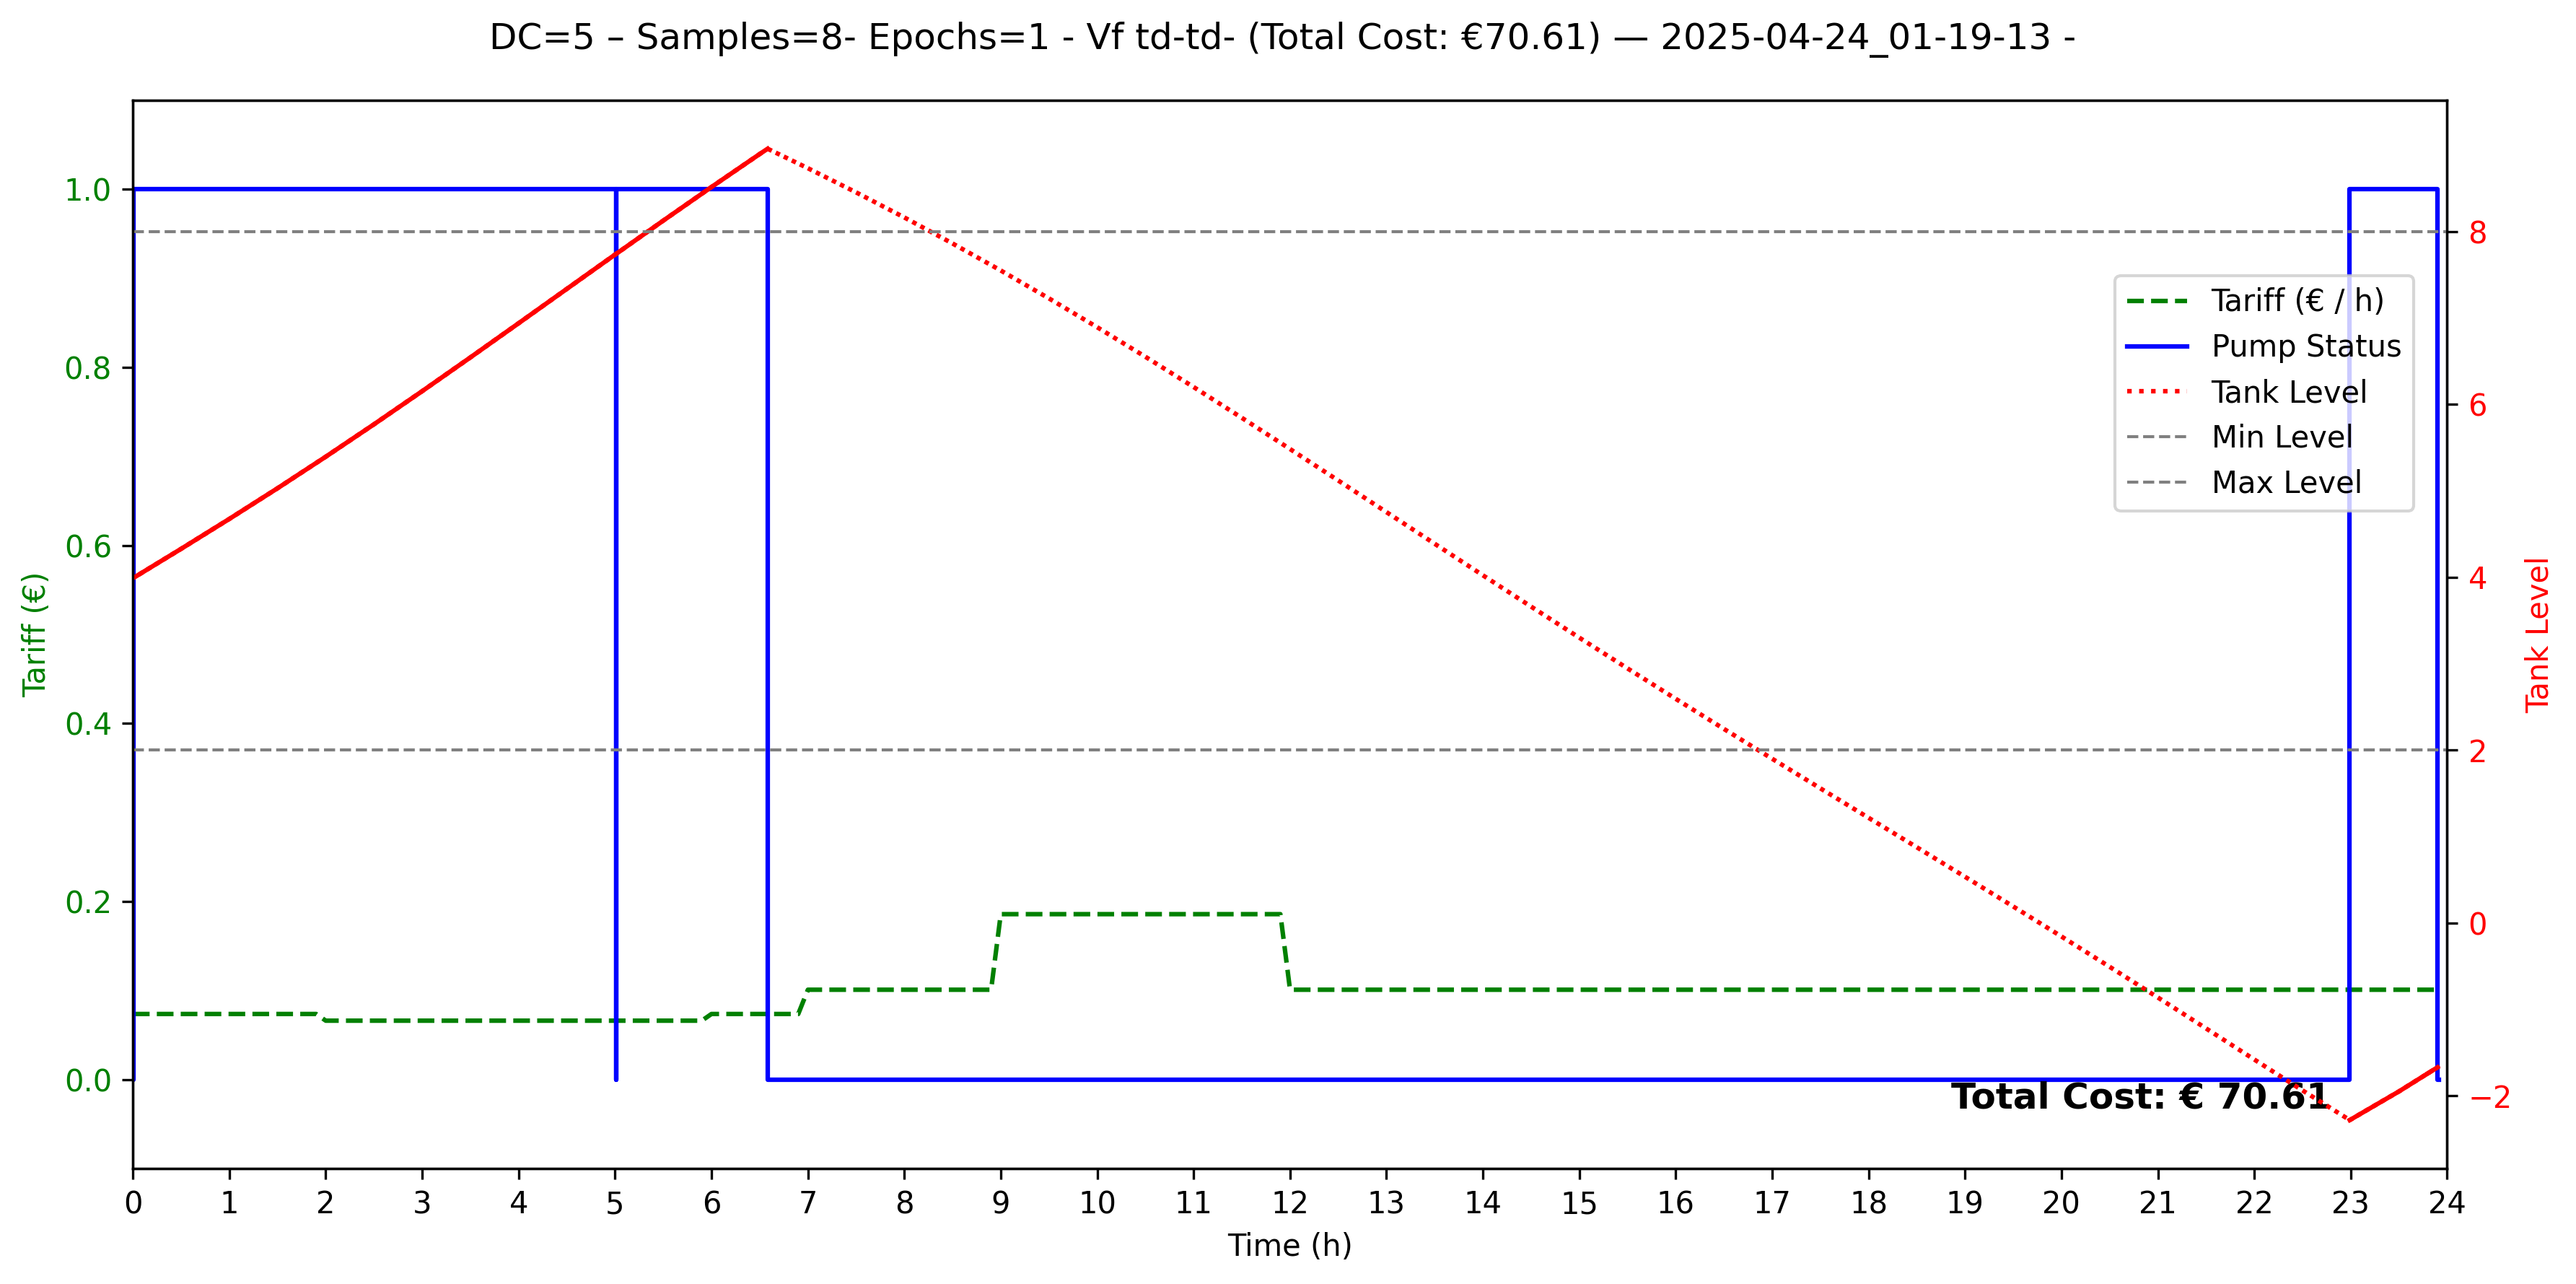 DC=5 – Samples=8- Epochs=1 - Vf td-td- (Total Cost: €70.61) — 2025-04-24_01-19-13 -
Tariff (€)
1.0
0.8
0.6
0.4
0.2
0.0
Tariff (€ / h)
Pump Status
Tank Level
Min Level
Max Level
Total Cost: € 70.61
8
6
4
2
0
−2
Tank Level
0 1 2 3 4 5 6 7 8 9 10 11 12 13 14 15 16 17 18 19 20 21 22 23 24
Time (h)